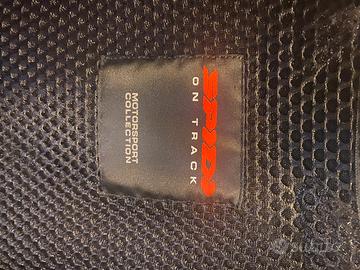 SPIDI
ON TRACK
MOTORSPORT
COLLECTION
subito